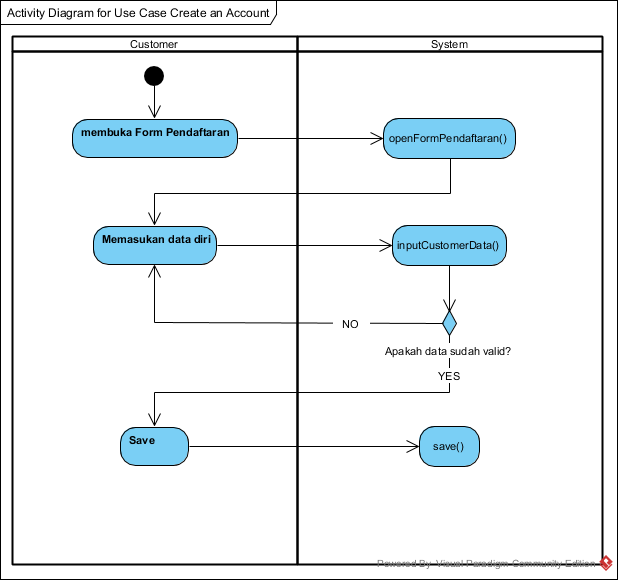 Activity Diagram for Use Case Create an Account
Customer
System
membuka Form Pendaftaran
openFormPendaftaran()
Memasukan data diri
inputCustomerData()
NO
Apakah data sudah valid?
YES
Save
save()
Powered By Visual Paradigm Community Edition